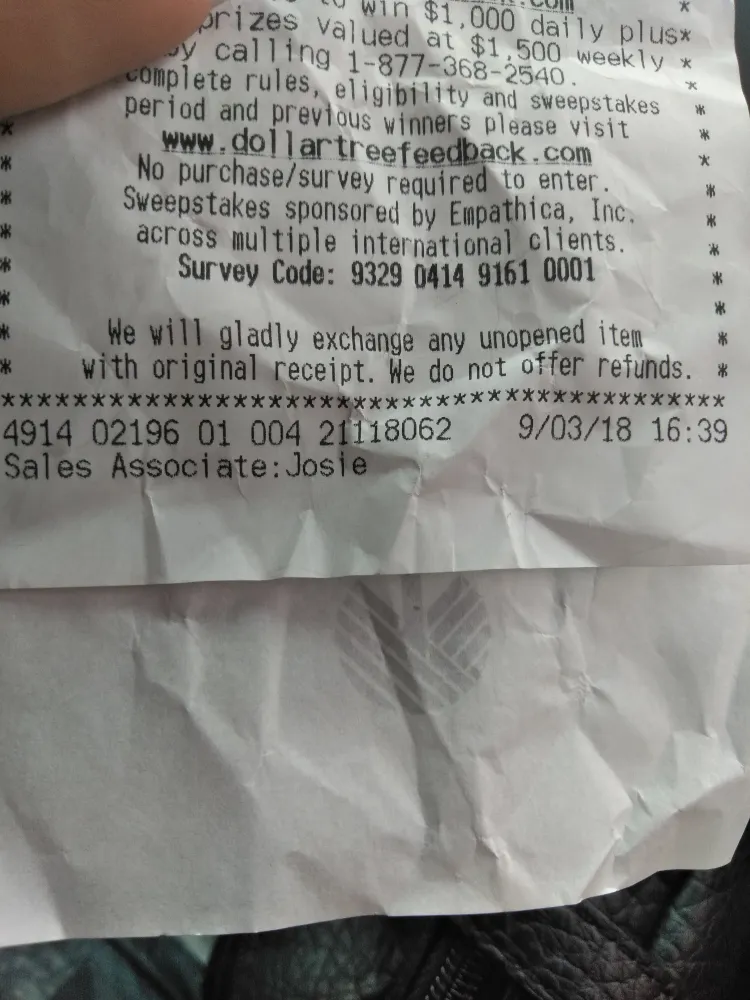 to win $1,000 daily plus*
prizes valued at $1,500 weekly *
by calling 1-877-368-2540. *
complete rules, eligibility and sweepstakes *
* period and previous winners please visit *
* www.dollartreefeedback.com *
* No purchase/survey required to enter. *
* Sweepstakes sponsored by Empathica, Inc. *
* across multiple international clients. *
* Survey Code: 9329 0414 9161 0001 *
* *
* We will gladly exchange any unopened item *
* with original receipt. We do not offer refunds. *
****************************************
4914 02196 01 004 21118062 9/03/18 16:39
Sales Associate:Josie